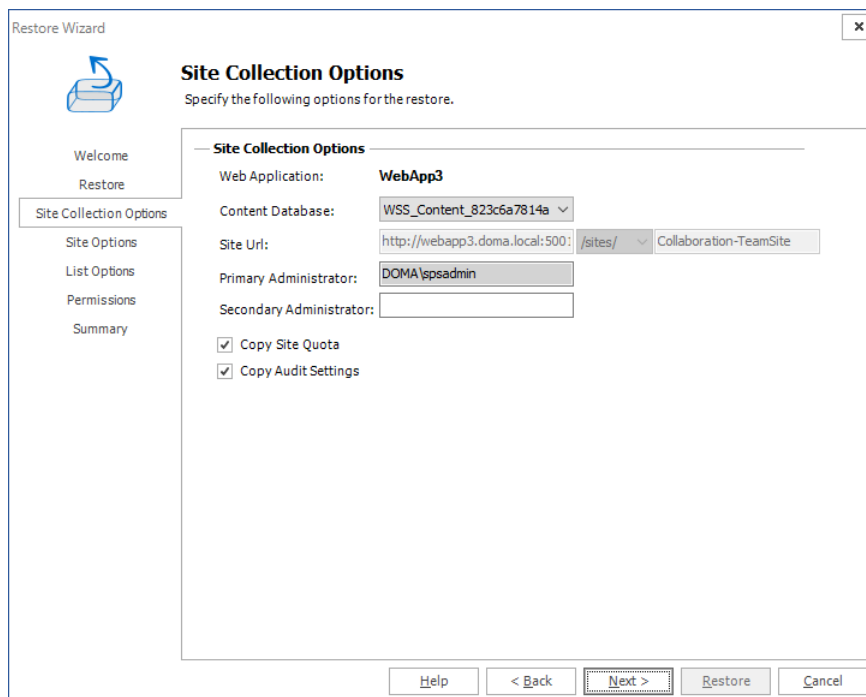 Restore Wizard
Site Collection Options
Specify the following options for the restore.
Welcome
Restore
Site Collection Options
Site Options
List Options
Permissions
Summary
Site Collection Options
Web Application: WebApp3
Content Database: WSS_Content_823c6a7814a
Site Url: http://webapp3.doma.local:5001 /sites/ Collaboration-TeamSite
Primary Administrator: DOMA\spsadmin
Secondary Administrator:
Copy Site Quota
Copy Audit Settings
Help < Back Next > Restore Cancel